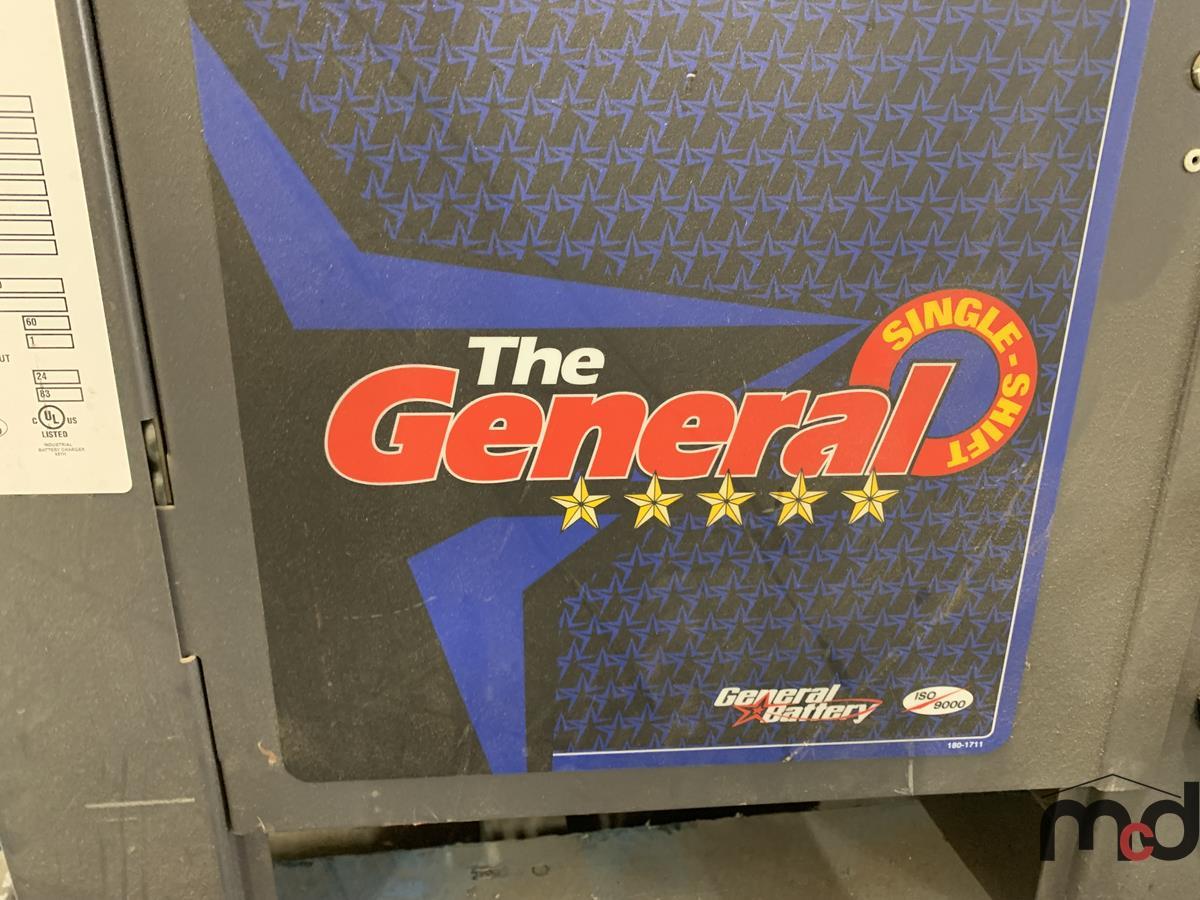 60
1
UT
24
83
C UL US
LISTED
INDUSTRIAL
BATTERY CHARGER
The
General
SINGLE-SHIFT
General
Battery
ISO
9000
180-1711
mcd